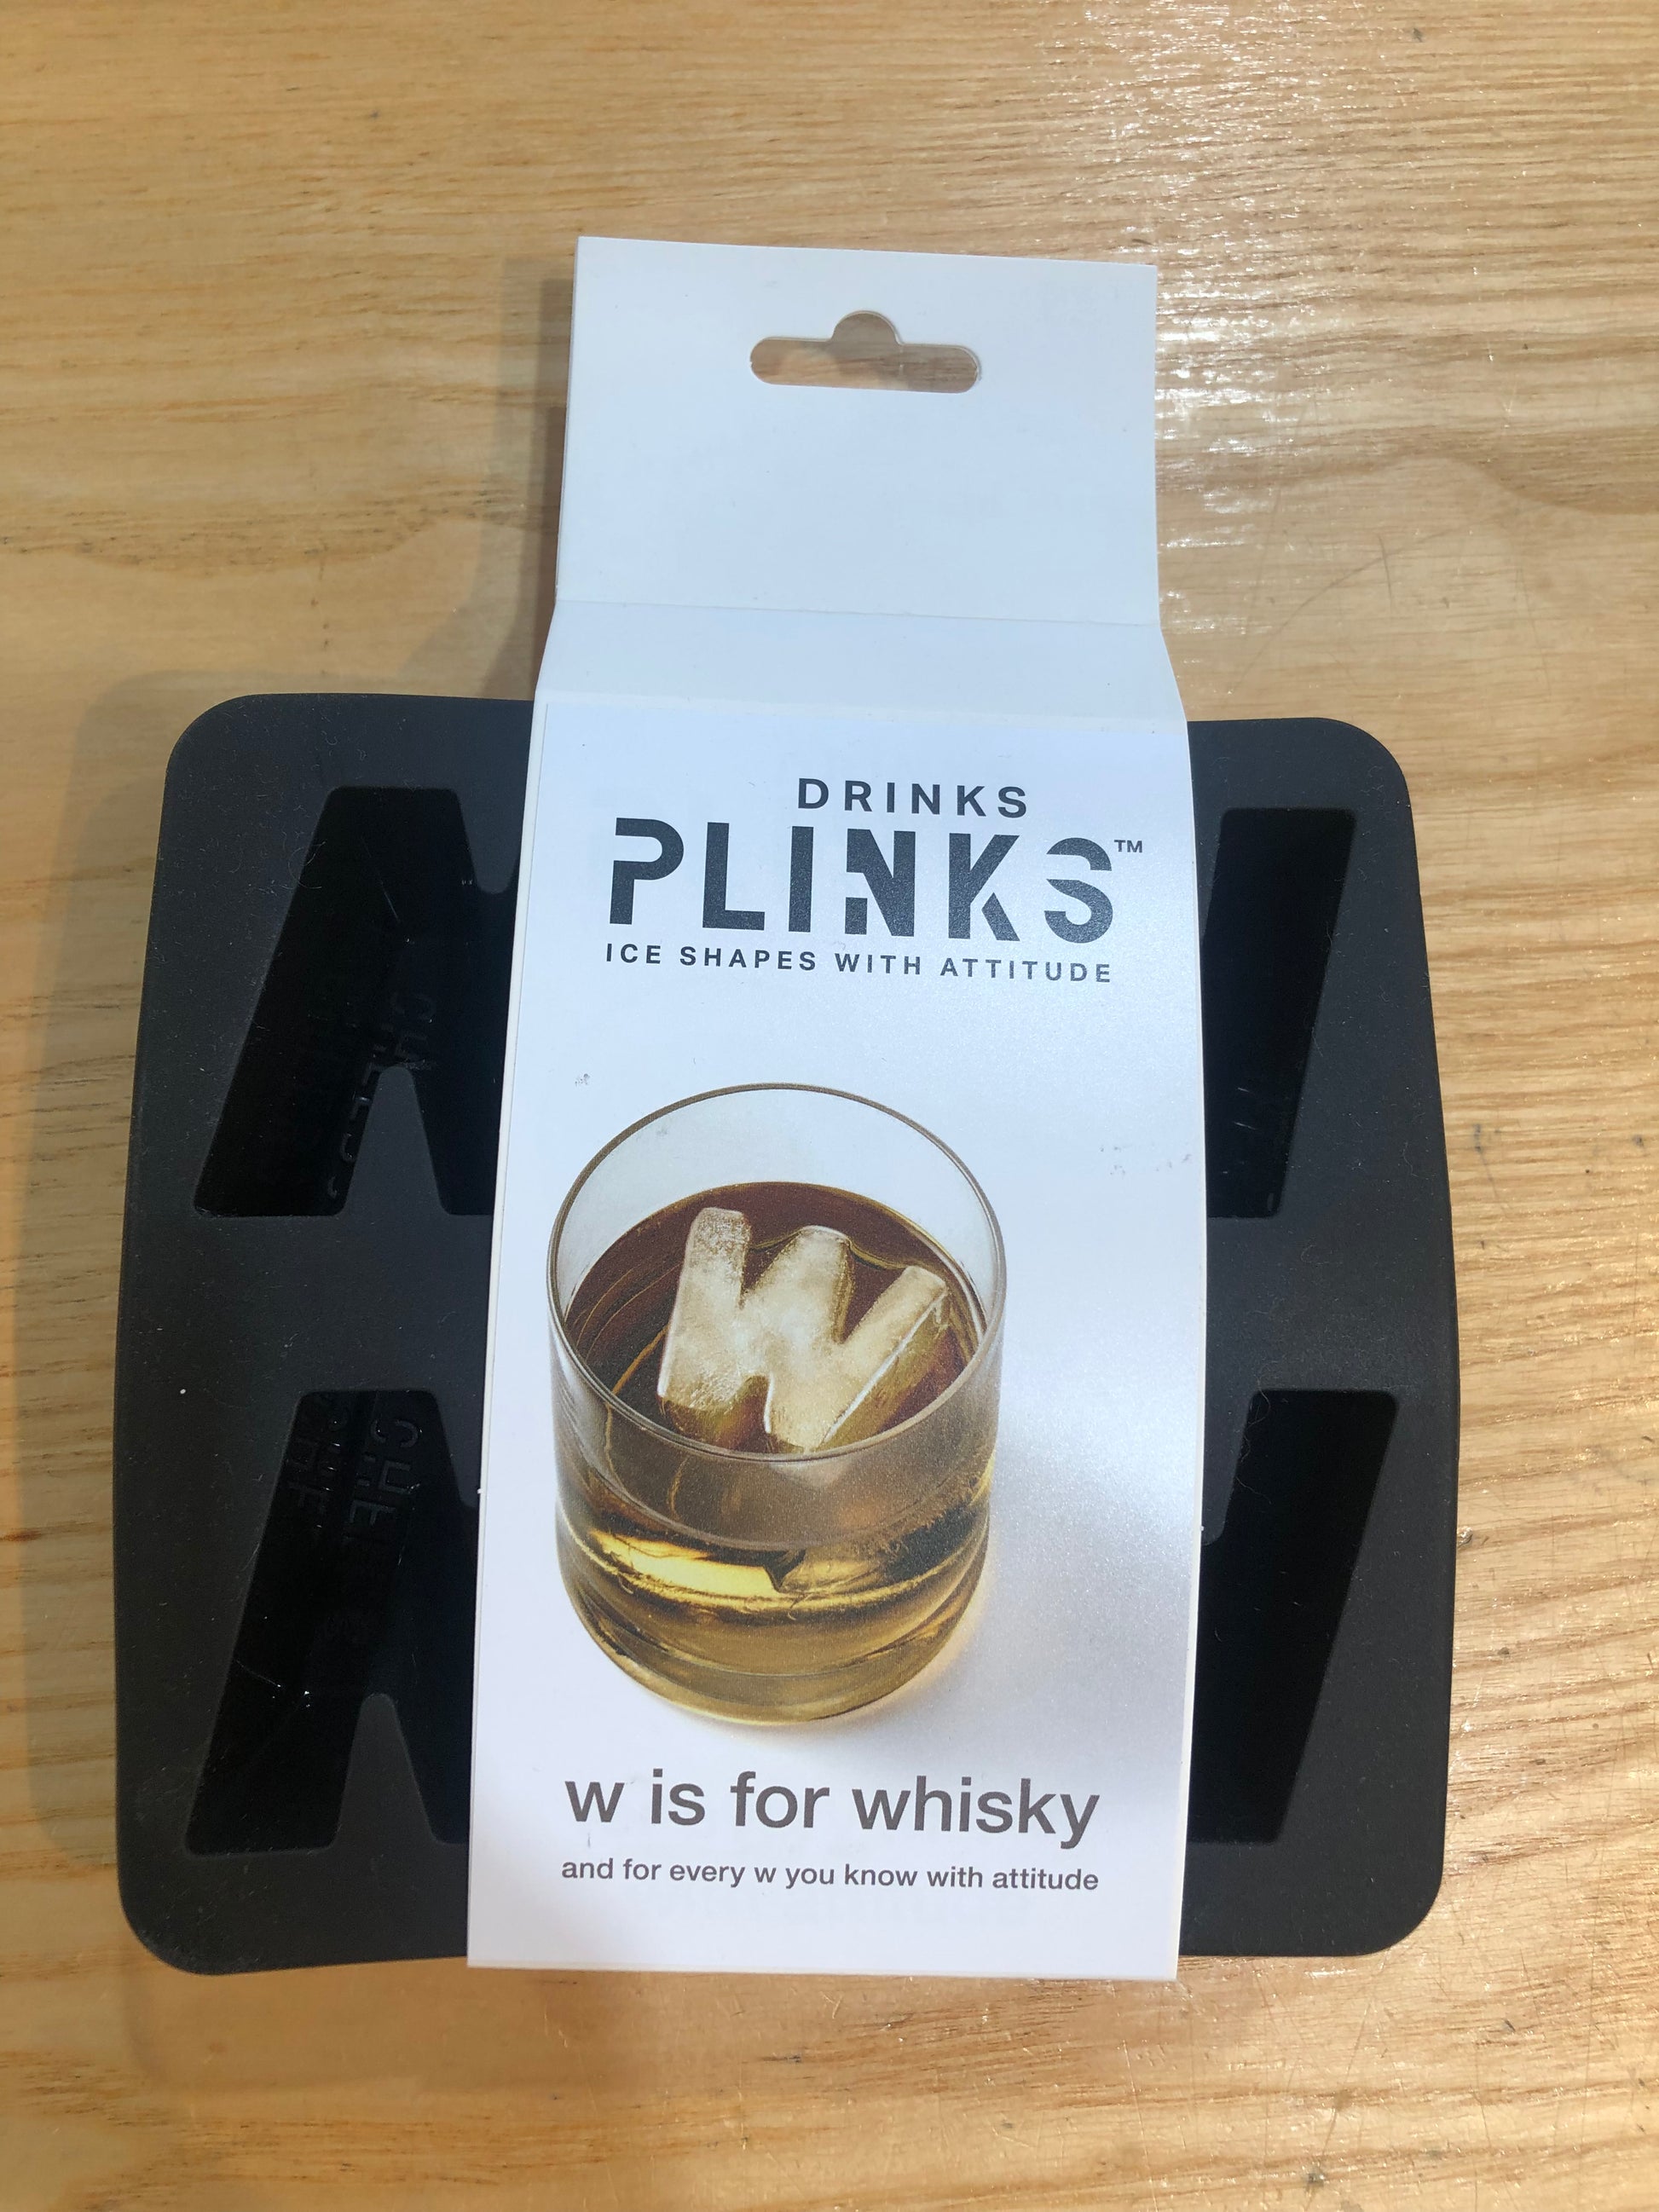 DRINKS
PLINKS™
ICE SHAPES WITH ATTITUDE
w is for whisky
and for every w you know with attitude